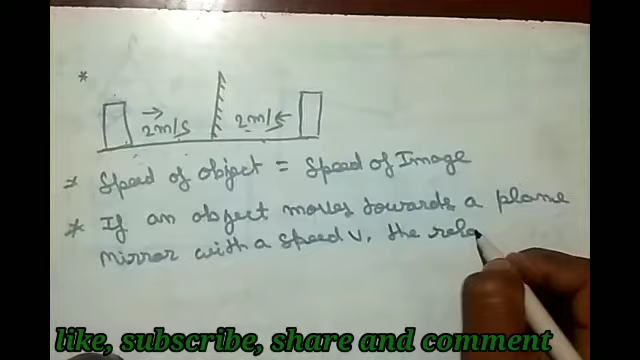 *
2m/s 2m/s
⇒ Speed of object = Speed of Image
* If an object moves towards a plane
mirror with a speed v, the rela
like, subscribe, share and comment